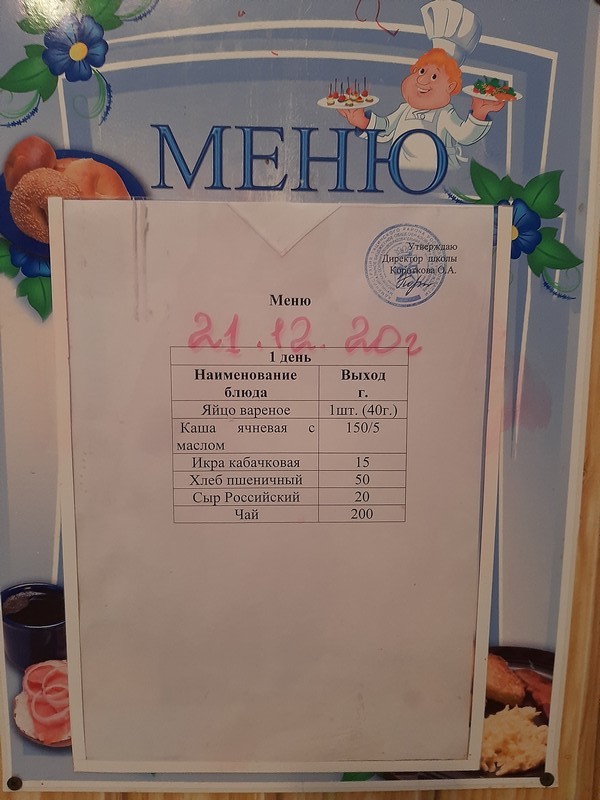 МЕНЮ
Утверждаю
Директор школы
Короткова О.А.
Меню
21.12.20г
1 день
Наименование блюда Выход г.
Яйцо вареное 1шт. (40г.)
Каша ячневая с маслом 150/5
Икра кабачковая 15
Хлеб пшеничный 50
Сыр Российский 20
Чай 200